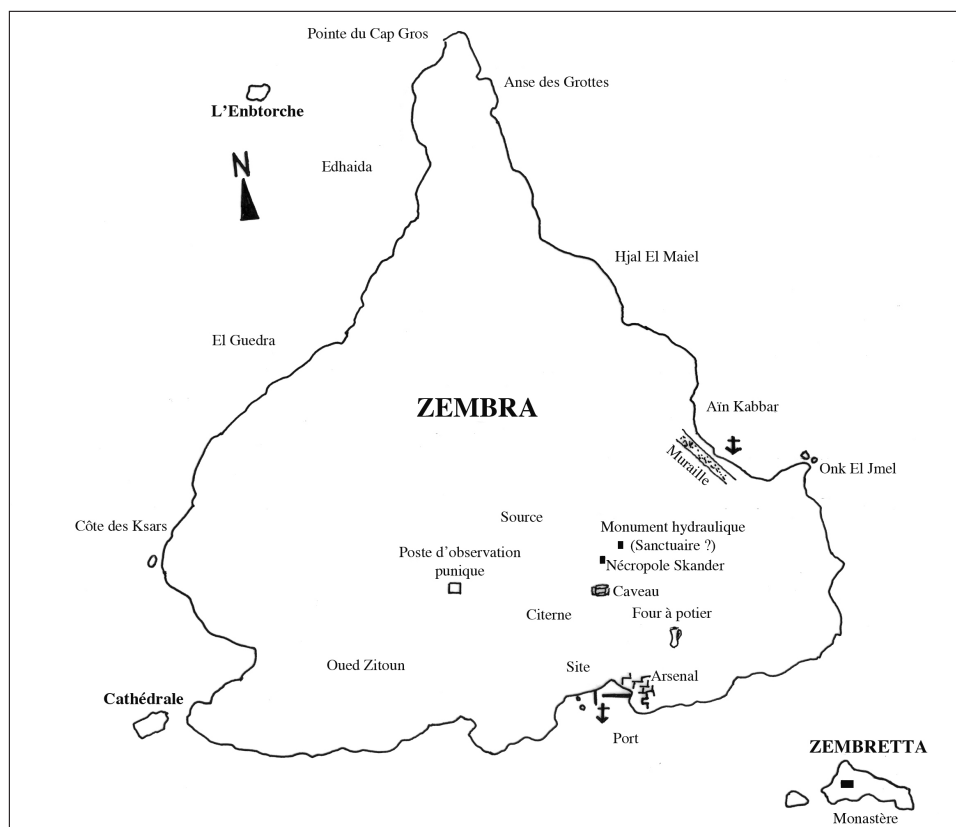 Pointe du Cap Gros
Anse des Grottes
L'Enbtorche
N
Edhaida
Hjal El Maiel
El Guedra
ZEMBRA
Aïn Kabbar
Muraille
Onk El Jmel
Côte des Ksars
Source
Monument hydraulique
(Sanctuaire ?)
Poste d'observation
punique
Nécropole Skander
Caveau
Citerne
Four à potier
Oued Zitoun
Site
Arsenal
Cathédrale
Port
ZEMBRETTA
Monastère